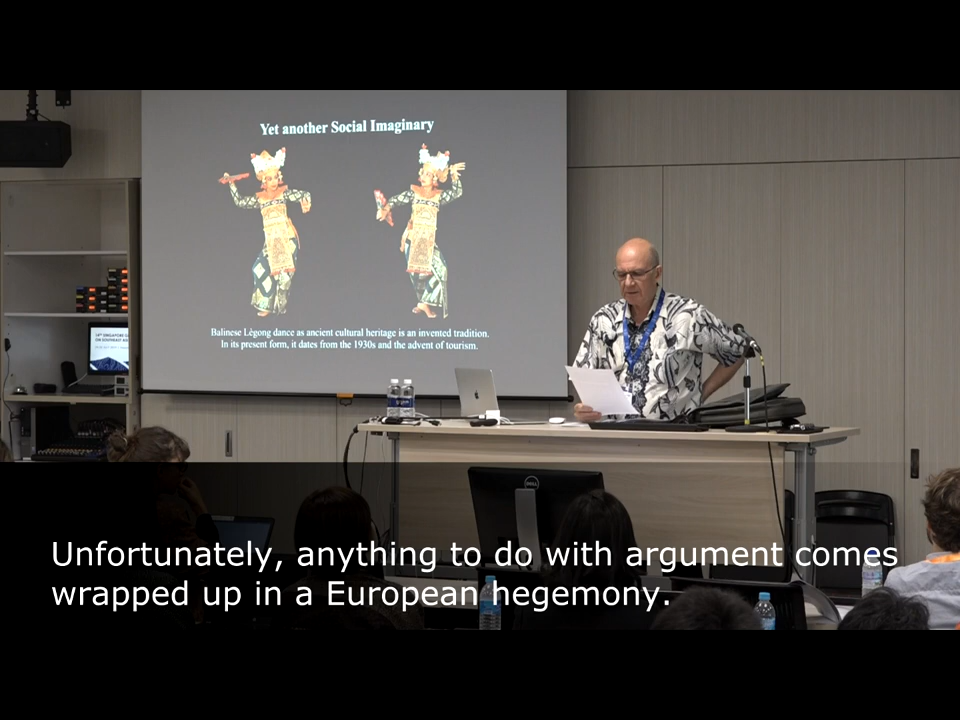 Yet another Social Imaginary
Balinese Lègong dance as ancient cultural heritage is an invented tradition.
In its present form, it dates from the 1930s and the advent of tourism.
DELL
Unfortunately, anything to do with argument comes
wrapped up in a European hegemony.